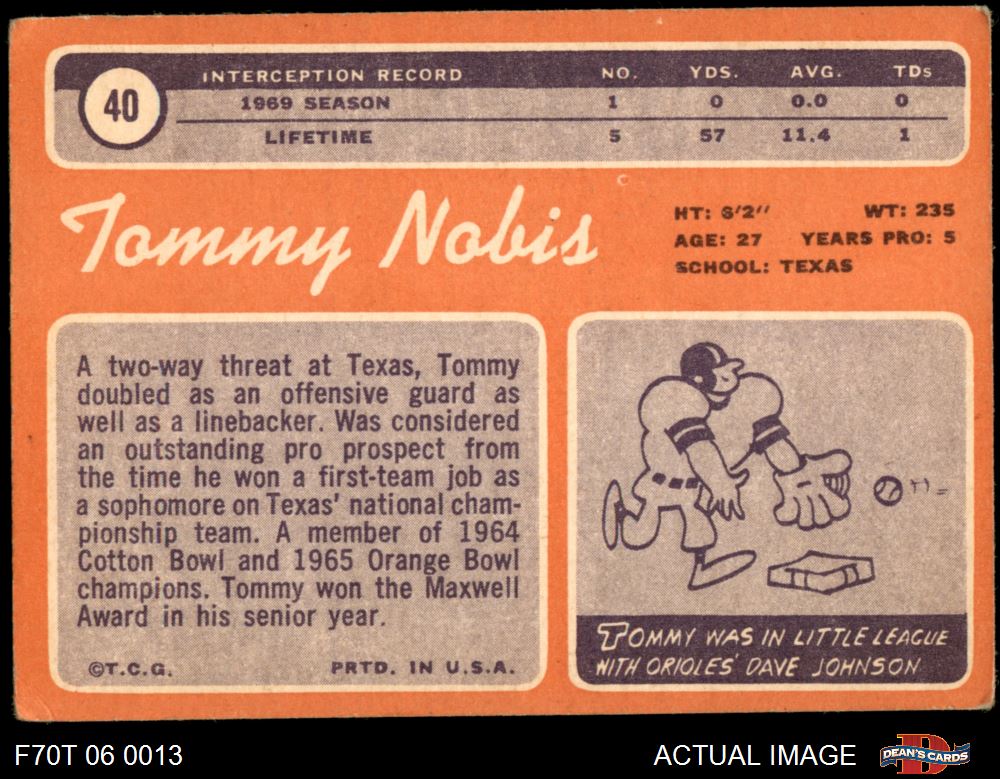 40
INTERCEPTION RECORD NO. YDS. AVG. TDs
1969 SEASON 1 0 0.0 0
LIFETIME 5 57 11.4 1
Tommy Nobis
HT: 6'2" WT: 235
AGE: 27 YEARS PRO: 5
SCHOOL: TEXAS
A two-way threat at Texas, Tommy
doubled as an offensive guard as
well as a linebacker. Was considered
an outstanding pro prospect from
the time he won a first-team job as
a sophomore on Texas' national cham-
pionship team. A member of 1964
Cotton Bowl and 1965 Orange Bowl
champions. Tommy won the Maxwell
Award in his senior year.
©T.C.G. PRTD. IN U.S.A.
TOMMY WAS IN LITTLE LEAGUE
WITH ORIOLES' DAVE JOHNSON
F70T 06 0013 ACTUAL IMAGE DEAN'S CARDS